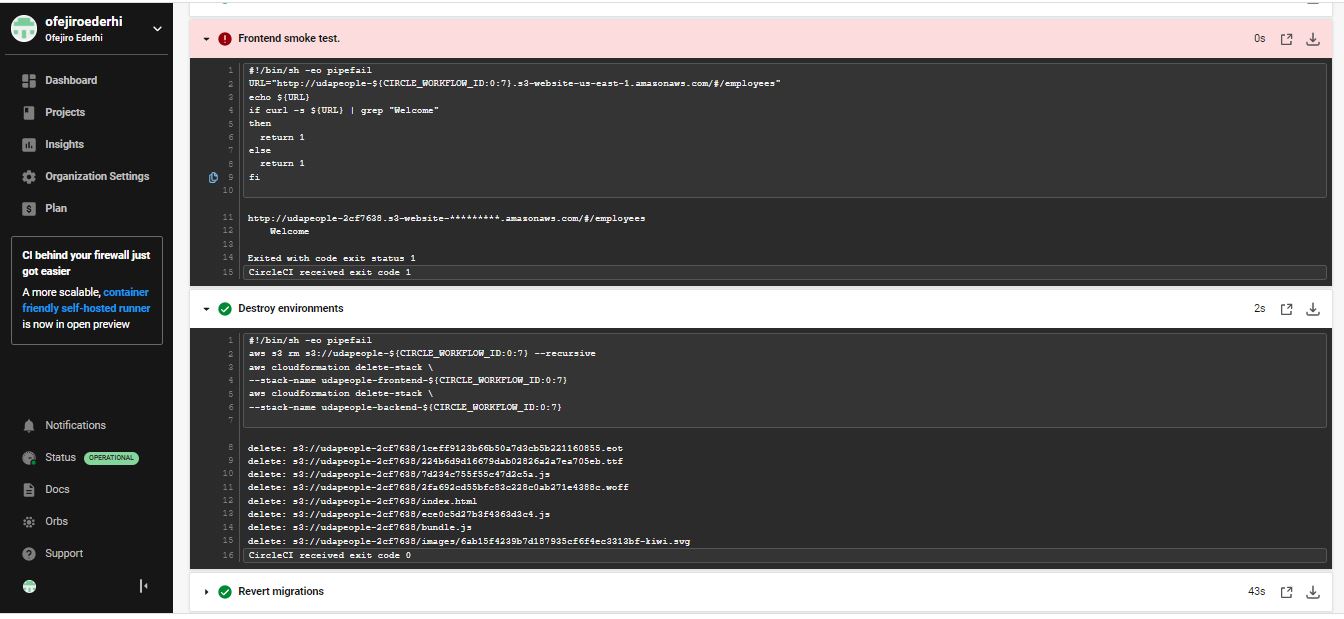 ofejiroederhi
Ofejiro Ederhi
Dashboard
Projects
Insights
Organization Settings
Plan
CI behind your firewall just
got easier
A more scalable, container
friendly self-hosted runner
is now in open preview
Notifications
Status OPERATIONAL
Docs
Orbs
Support
Frontend smoke test. 0s
1 #!/bin/sh -eo pipefail
2 URL="http://udapeople-${CIRCLE_WORKFLOW_ID:0:7}.s3-website-us-east-1.amazonaws.com/#/employees"
3 echo ${URL}
4 if curl -s ${URL} | grep "Welcome"
5 then
6 return 1
7 else
8 return 1
9 fi
10
11 http://udapeople-2cf7638.s3-website-*********.amazonaws.com/#/employees
12 Welcome
13
14 Exited with code exit status 1
15 CircleCI received exit code 1
Destroy environments 2s
1 #!/bin/sh -eo pipefail
2 aws s3 rm s3://udapeople-${CIRCLE_WORKFLOW_ID:0:7} --recursive
3 aws cloudformation delete-stack \
4 --stack-name udapeople-frontend-${CIRCLE_WORKFLOW_ID:0:7}
5 aws cloudformation delete-stack \
6 --stack-name udapeople-backend-${CIRCLE_WORKFLOW_ID:0:7}
7
8 delete: s3://udapeople-2cf7638/1ceff9123b66b50a7d3cb5b221160855.eot
9 delete: s3://udapeople-2cf7638/224b6d9d16679dab02826a2a7ea705eb.ttf
10 delete: s3://udapeople-2cf7638/7d234c755f55c47d2c5a.js
11 delete: s3://udapeople-2cf7638/2fa692cd55bfc83c228c0ab271e4388c.woff
12 delete: s3://udapeople-2cf7638/index.html
13 delete: s3://udapeople-2cf7638/ece0c5d27b3f4363d3c4.js
14 delete: s3://udapeople-2cf7638/bundle.js
15 delete: s3://udapeople-2cf7638/images/6ab15f4239b7d187935cf6f4ec3313bf-kiwi.svg
16 CircleCI received exit code 0
Revert migrations 43s